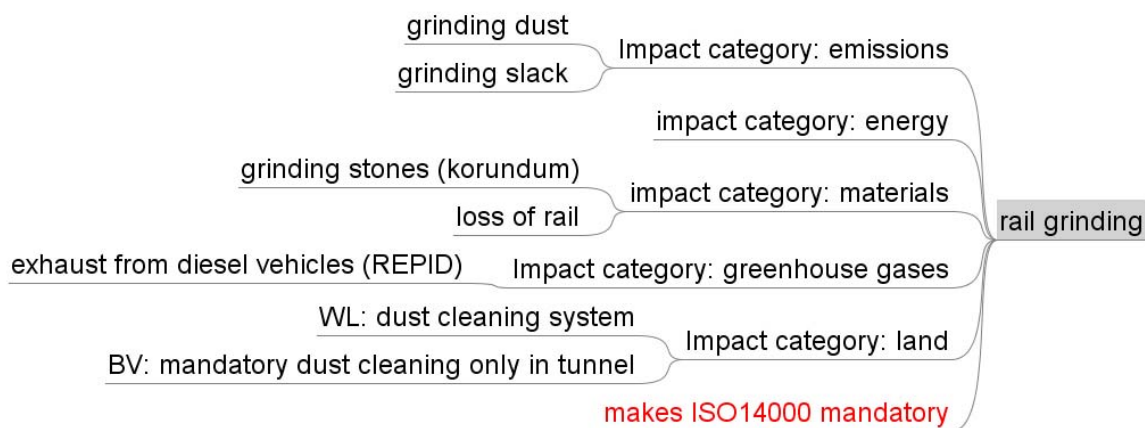 grinding dust
Impact category: emissions
grinding slack
impact category: energy
grinding stones (korundum)
impact category: materials
loss of rail
rail grinding
exhaust from diesel vehicles (REPID)
Impact category: greenhouse gases
WL: dust cleaning system
Impact category: land
BV: mandatory dust cleaning only in tunnel
makes ISO14000 mandatory